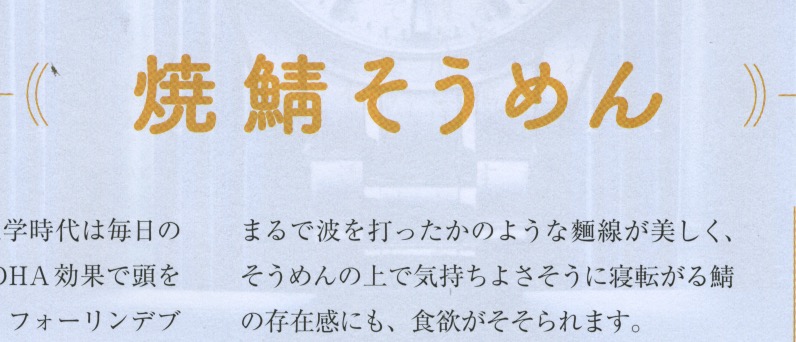 焼鯖そうめん
学時代は毎日の
DHA効果で頭を
フォーリンデブ
まるで波を打ったかのような麵線が美しく、
そうめんの上で気持ちよさそうに寝転がる鯖
の存在感にも、食欲がそそられます。